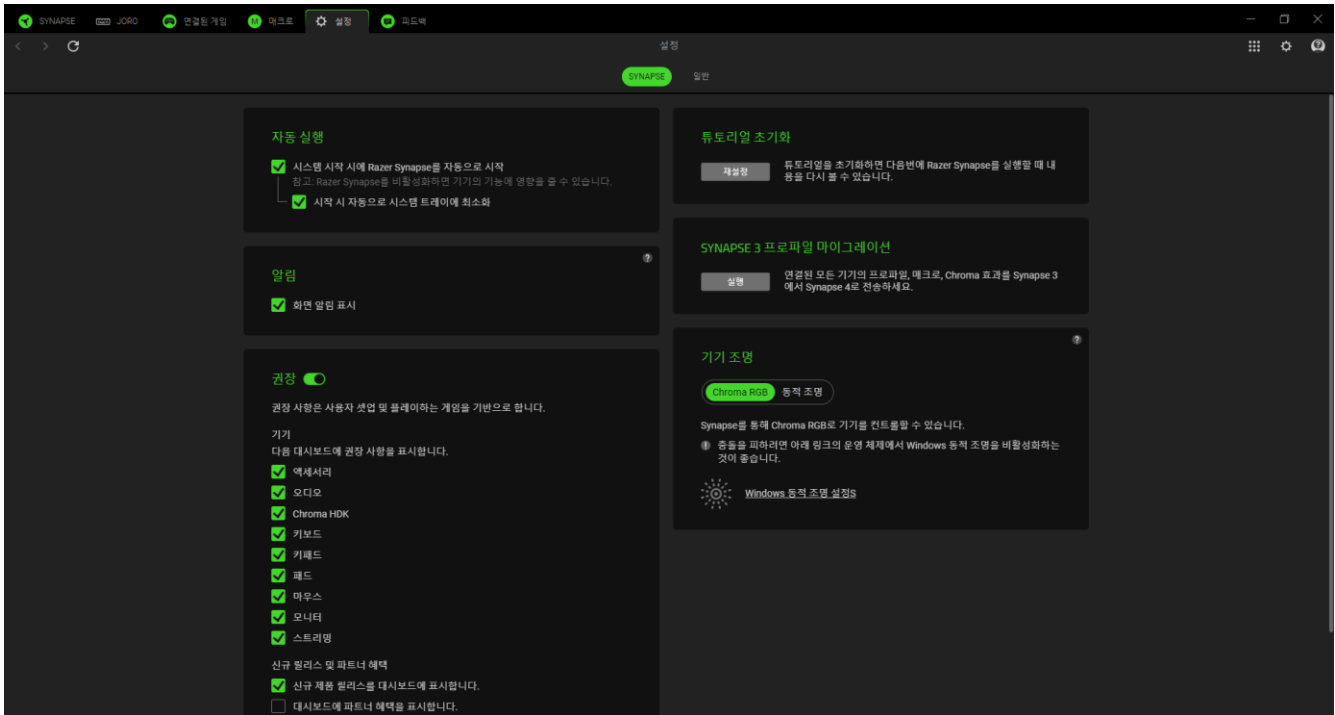 SYNAPSE JORO 연결된 게임 매크로 설정 피드백
설정
SYNAPSE 일반
자동 실행
시스템 시작 시에 Razer Synapse를 자동으로 시작
참고: Razer Synapse를 비활성화하면 기기의 기능에 영향을 줄 수 있습니다.
시작 시 자동으로 시스템 트레이에 최소화
알림
화면 알림 표시
권장
권장 사항은 사용자 셋업 및 플레이하는 게임을 기반으로 합니다.
기기
다음 대시보드에 권장 사항을 표시합니다.
액세서리
오디오
Chroma HDK
키보드
키패드
패드
마우스
모니터
스트리밍
신규 릴리스 및 파트너 혜택
신규 제품 릴리스를 대시보드에 표시합니다.
대시보드에 파트너 혜택을 표시합니다.
튜토리얼 초기화
재설정
튜토리얼을 초기화하면 다음번에 Razer Synapse를 실행할 때 내
용을 다시 볼 수 있습니다.
SYNAPSE 3 프로파일 마이그레이션
실행
연결된 모든 기기의 프로파일, 매크로, Chroma 효과를 Synapse 3
에서 Synapse 4로 전송하세요.
기기 조명
Chroma RGB 동적 조명
Synapse를 통해 Chroma RGB로 기기를 컨트롤할 수 있습니다.
충돌을 피하려면 아래 링크의 운영 체제에서 Windows 동적 조명을 비활성화하는
것이 좋습니다.
Windows 동적 조명 설정S